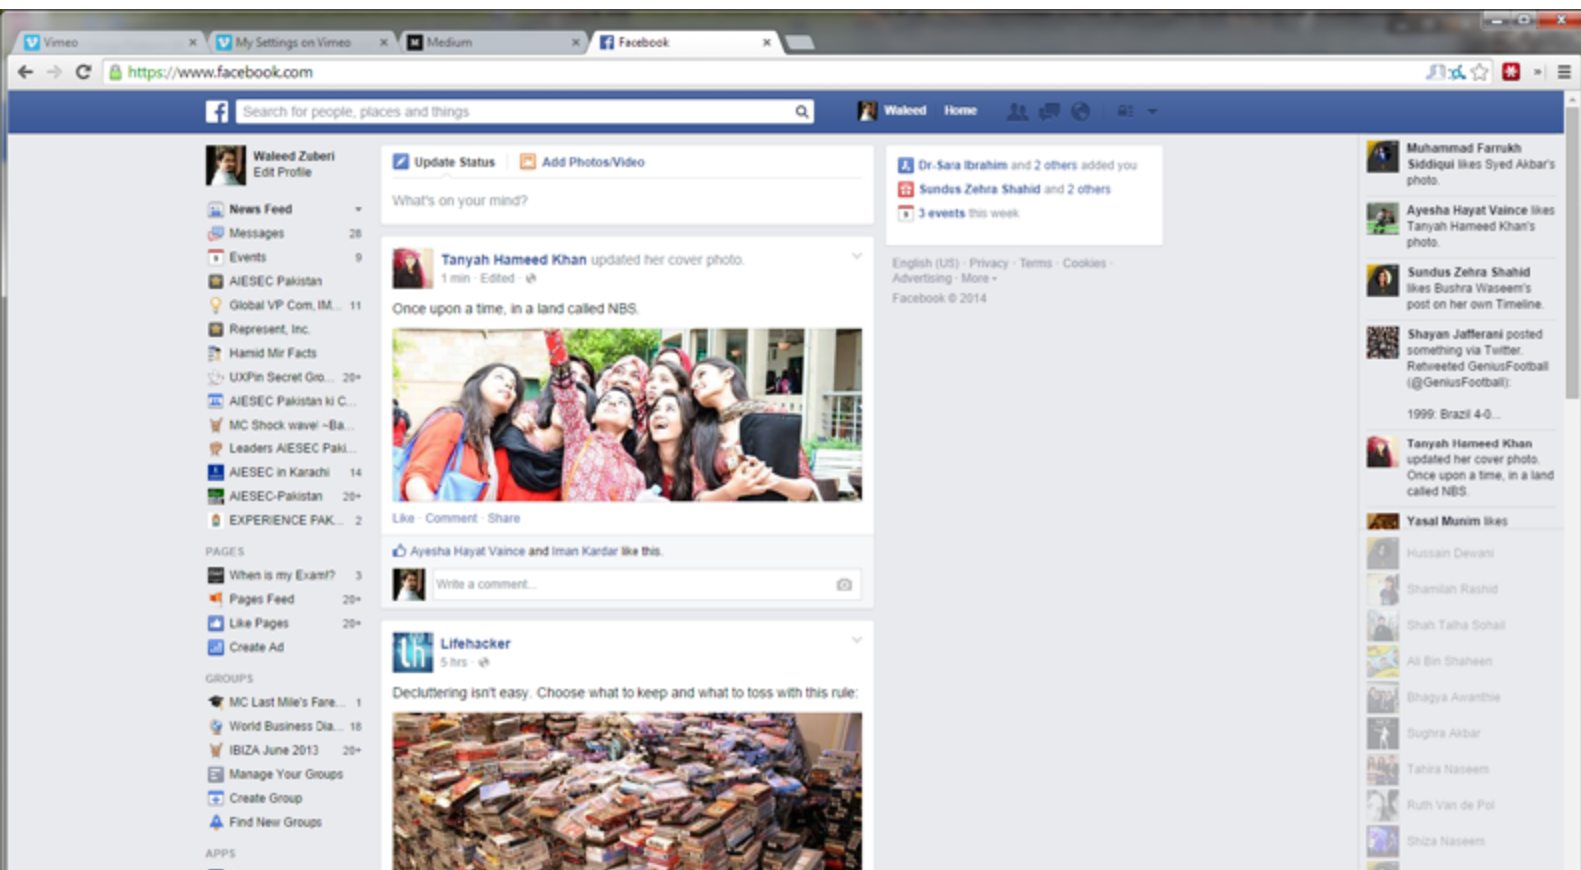 Vimeo
My Settings on Vimeo
Medium
Facebook
https://www.facebook.com
Search for people, places and things
Waleed
Home
Waleed Zuberi
Edit Profile
News Feed
Messages 28
Events 9
AIESEC Pakistan
Global VP Com, IM... 11
Represent, Inc.
Hamid Mir Facts
UXPin Secret Gro... 20+
AIESEC Pakistan ki C...
MC Shock wave! ~Ba...
Leaders AIESEC Paki...
AIESEC in Karachi 14
AIESEC-Pakistan 20+
EXPERIENCE PAK... 2
PAGES
When is my Exam!? 3
Pages Feed 20+
Like Pages 20+
Create Ad
GROUPS
MC Last Mile's Fare... 1
World Business Dia... 18
IBIZA June 2013 20+
Manage Your Groups
Create Group
Find New Groups
APPS
Update Status
Add Photos/Video
What's on your mind?
Tanyah Hameed Khan updated her cover photo.
1 min · Edited ·
Once upon a time, in a land called NBS.
Like · Comment · Share
Ayesha Hayat Vaince and Iman Kardar like this.
Write a comment...
Lifehacker
5 hrs ·
Decluttering isn't easy. Choose what to keep and what to toss with this rule:
Dr-Sara Ibrahim and 2 others added you
Sundus Zehra Shahid and 2 others
3 events this week
English (US) · Privacy · Terms · Cookies ·
Advertising · More
Facebook © 2014
Muhammad Farrukh
Siddiqui likes Syed Akbar's
photo.
Ayesha Hayat Vaince likes
Tanyah Hameed Khan's
photo.
Sundus Zehra Shahid
likes Bushra Waseem's
post on her own Timeline.
Shayan Jafferani posted
something via Twitter.
Retweeted GeniusFootball
(@GeniusFootball):
1999: Brazil 4-0...
Tanyah Hameed Khan
updated her cover photo.
Once upon a time, in a land
called NBS.
Yasal Munim likes
Hussain Dewani
Shamilah Rashid
Shah Talha Sohail
Ali Bin Shaheen
Bhagya Awanthie
Sughra Akbar
Tahira Naseem
Ruth Van de Pol
Shiza Naseem